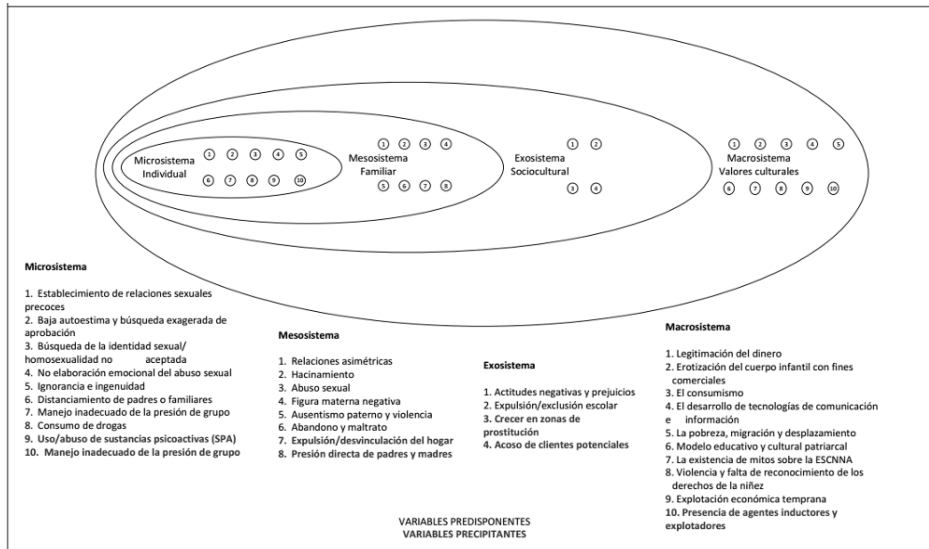 1 2 3 4 5
Microsistema
Individual
6 7 8 9 10
1 2 3 4
Mesosistema
Familiar
5 6 7 8
1 2
Exosistema
Sociocultural
3 4
1 2 3 4 5
Macrosistema
Valores culturales
6 7 8 9 10
Microsistema
1. Establecimiento de relaciones sexuales
precoces
2. Baja autoestima y búsqueda exagerada de
aprobación
3. Búsqueda de la identidad sexual/
homosexualidad no aceptada
4. No elaboración emocional del abuso sexual
5. Ignorancia e ingenuidad
6. Distanciamiento de padres o familiares
7. Manejo inadecuado de la presión de grupo
8. Consumo de drogas
9. Uso/abuso de sustancias psicoactivas (SPA)
10. Manejo inadecuado de la presión de grupo
Mesosistema
1. Relaciones asimétricas
2. Hacinamiento
3. Abuso sexual
4. Figura materna negativa
5. Ausentismo paterno y violencia
6. Abandono y maltrato
7. Expulsión/desvinculación del hogar
8. Presión directa de padres y madres
Exosistema
1. Actitudes negativas y prejuicios
2. Expulsión/exclusión escolar
3. Crecer en zonas de
prostitución
4. Acoso de clientes potenciales
Macrosistema
1. Legitimación del dinero
2. Erotización del cuerpo infantil con fines
comerciales
3. El consumismo
4. El desarrollo de tecnologías de comunicación
e información
5. La pobreza, migración y desplazamiento
6. Modelo educativo y cultural patriarcal
7. La existencia de mitos sobre la ESCNNA
8. Violencia y falta de reconocimiento de los
derechos de la niñez
9. Explotación económica temprana
10. Presencia de agentes inductores y
explotadores
VARIABLES PREDISPONENTES
VARIABLES PRECIPITANTES